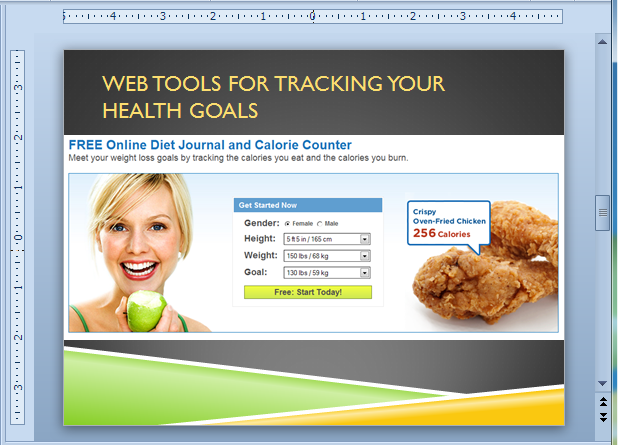 5 4 3 2 1 0 1 2 3 4
3
2
1
0
1
2
3
WEB TOOLS FOR TRACKING YOUR
HEALTH GOALS
FREE Online Diet Journal and Calorie Counter
Meet your weight loss goals by tracking the calories you eat and the calories you burn.
Get Started Now
Gender: Female Male
Height: 5 ft 5 in / 165 cm
Weight: 150 lbs / 68 kg
Goal: 130 lbs / 59 kg
Free: Start Today!
Crispy
Oven-Fried Chicken
256 Calories